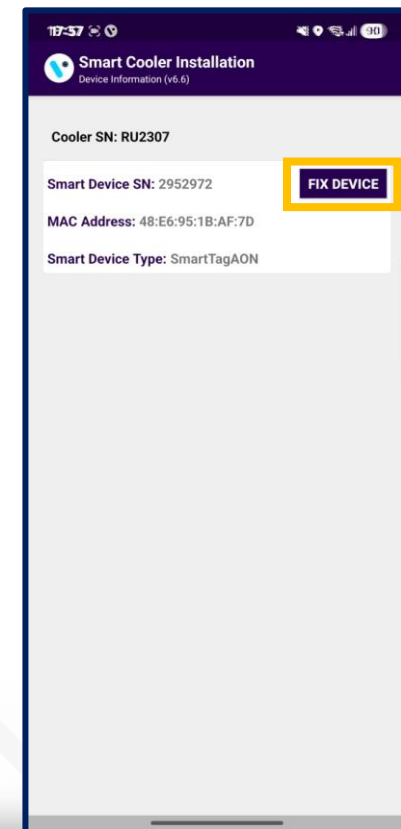 Smart Cooler Installation
Device Information (v6.6)
Cooler SN: RU2307
Smart Device SN: 2952972
FIX DEVICE
MAC Address: 48:E6:95:1B:AF:7D
Smart Device Type: SmartTagAON